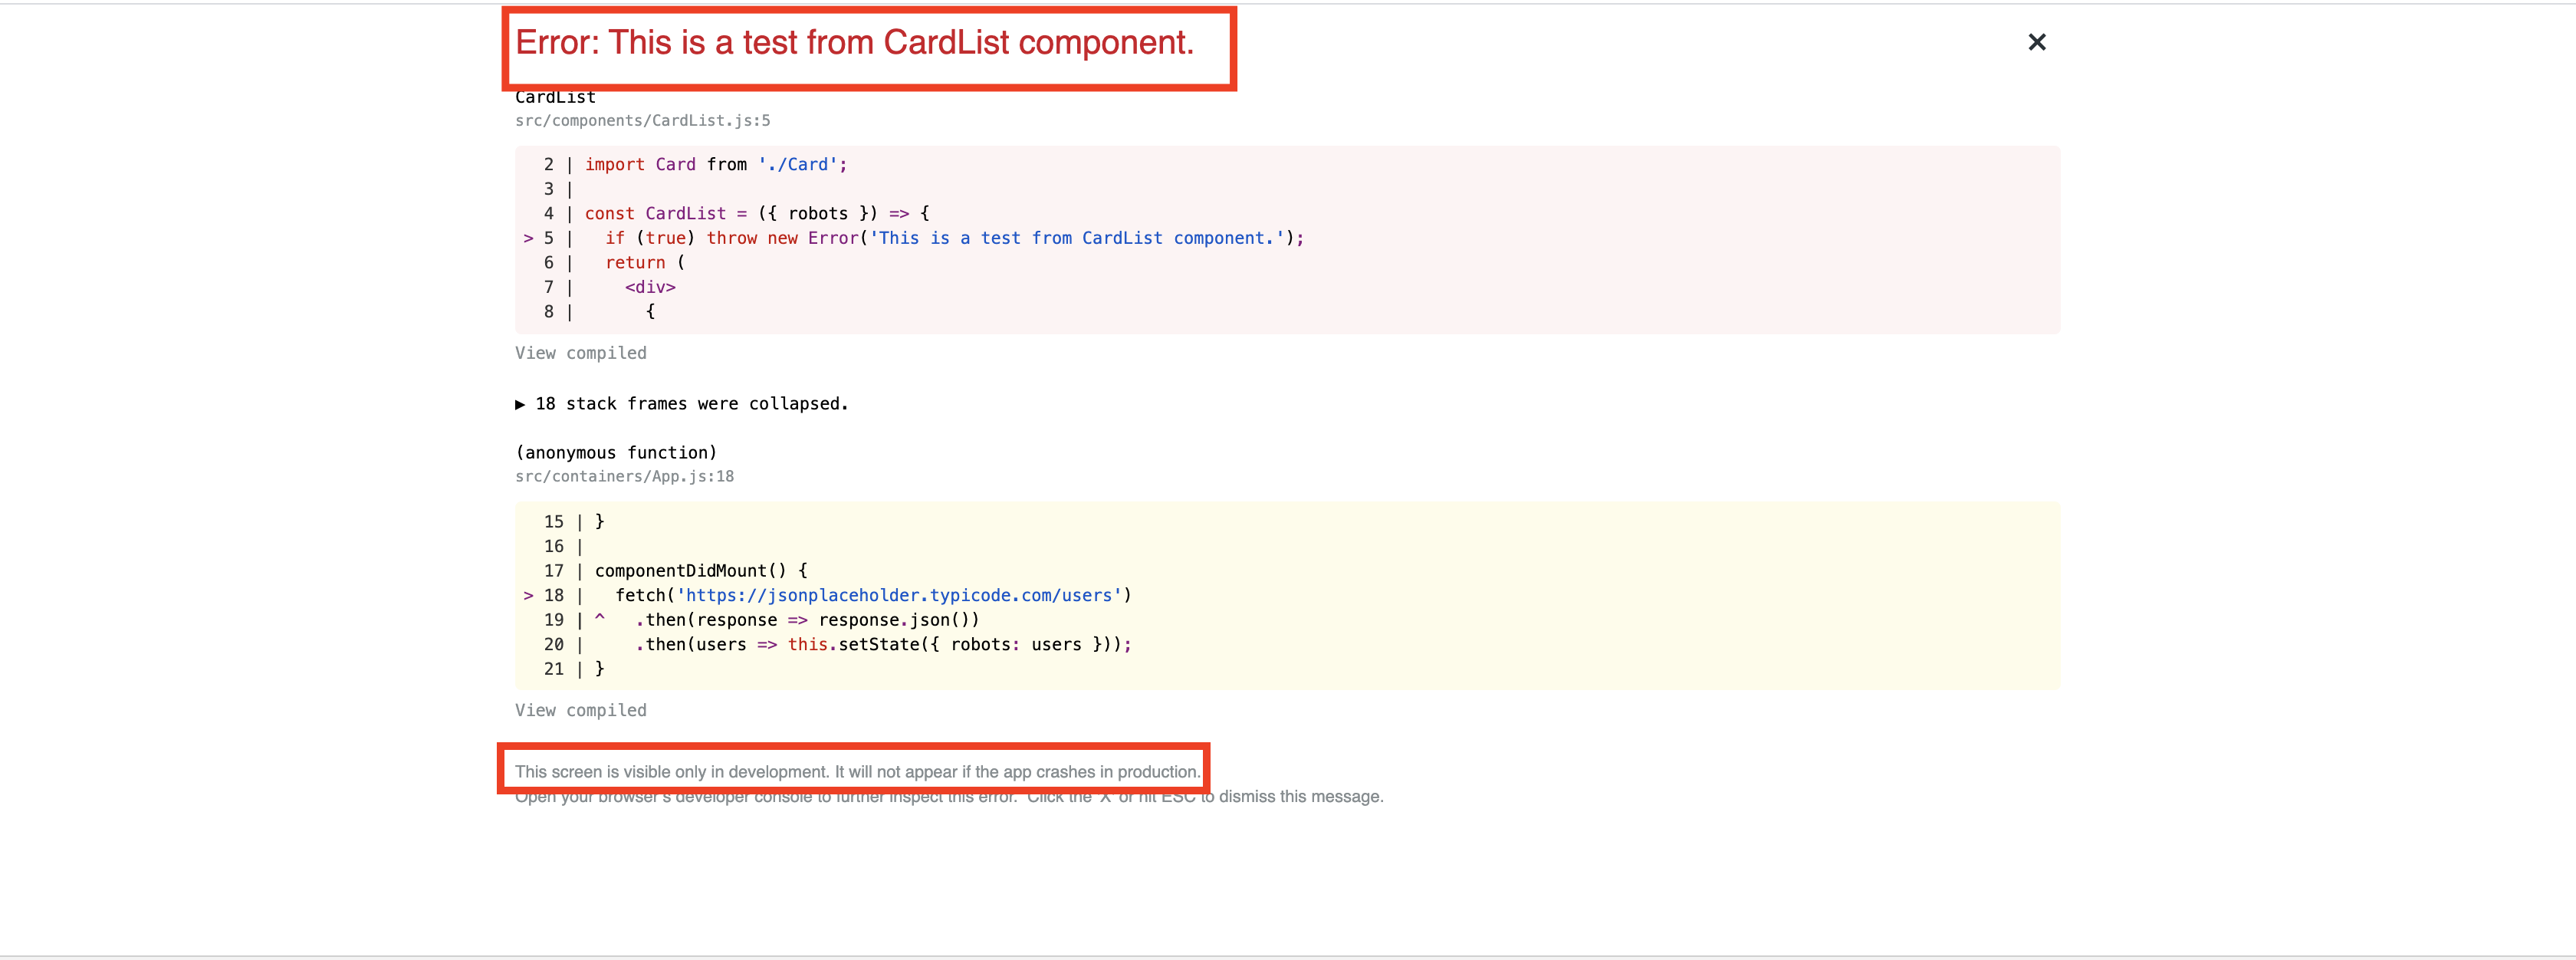 Error: This is a test from CardList component.
✕
CardList
src/components/CardList.js:5
2 | import Card from './Card';
3 |
4 | const CardList = ({ robots }) => {
> 5 |   if (true) throw new Error('This is a test from CardList component.');
6 |   return (
7 |     <div>
8 |       {
View compiled
▶ 18 stack frames were collapsed.
(anonymous function)
src/containers/App.js:18
15 | }
16 |
17 | componentDidMount() {
> 18 |   fetch('https://jsonplaceholder.typicode.com/users')
19 | ^   .then(response => response.json())
20 |     .then(users => this.setState({ robots: users }));
21 | }
View compiled
This screen is visible only in development. It will not appear if the app crashes in production.
Open your browser's developer console to further inspect this error. Click the 'X' or hit ESC to dismiss this message.